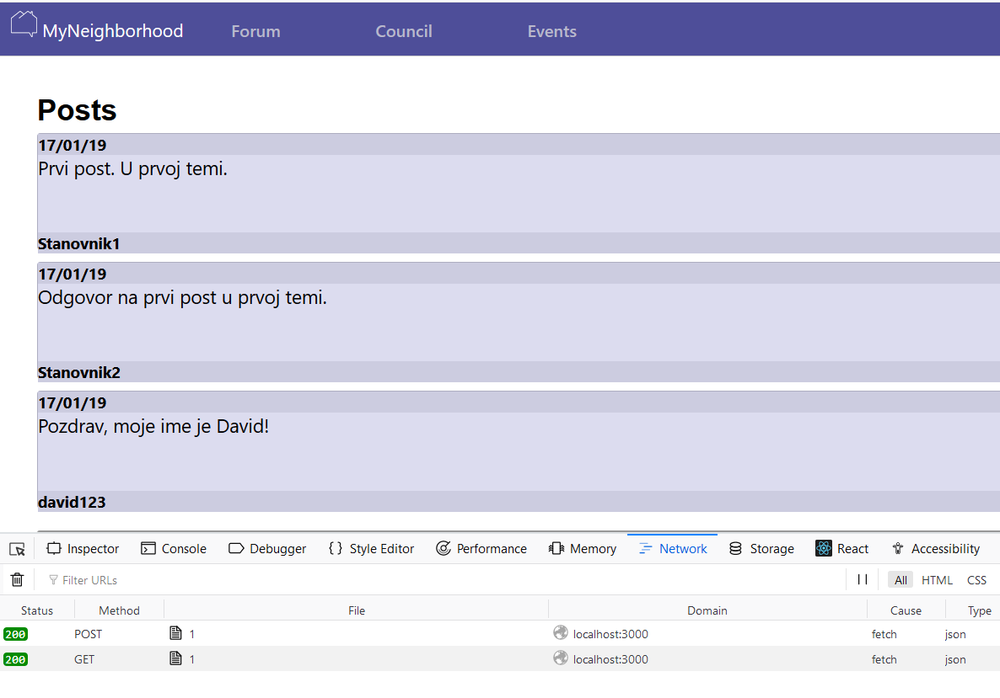 MyNeighborhood Forum Council Events
Posts
17/01/19
Prvi post. U prvoj temi.
Stanovnik1
17/01/19
Odgovor na prvi post u prvoj temi.
Stanovnik2
17/01/19
Pozdrav, moje ime je David!
david123
Inspector Console Debugger { } Style Editor Performance Memory Network Storage React Accessibility
Filter URLs All HTML CSS
Status Method File Domain Cause Type
200 POST 1 localhost:3000 fetch json
200 GET 1 localhost:3000 fetch json